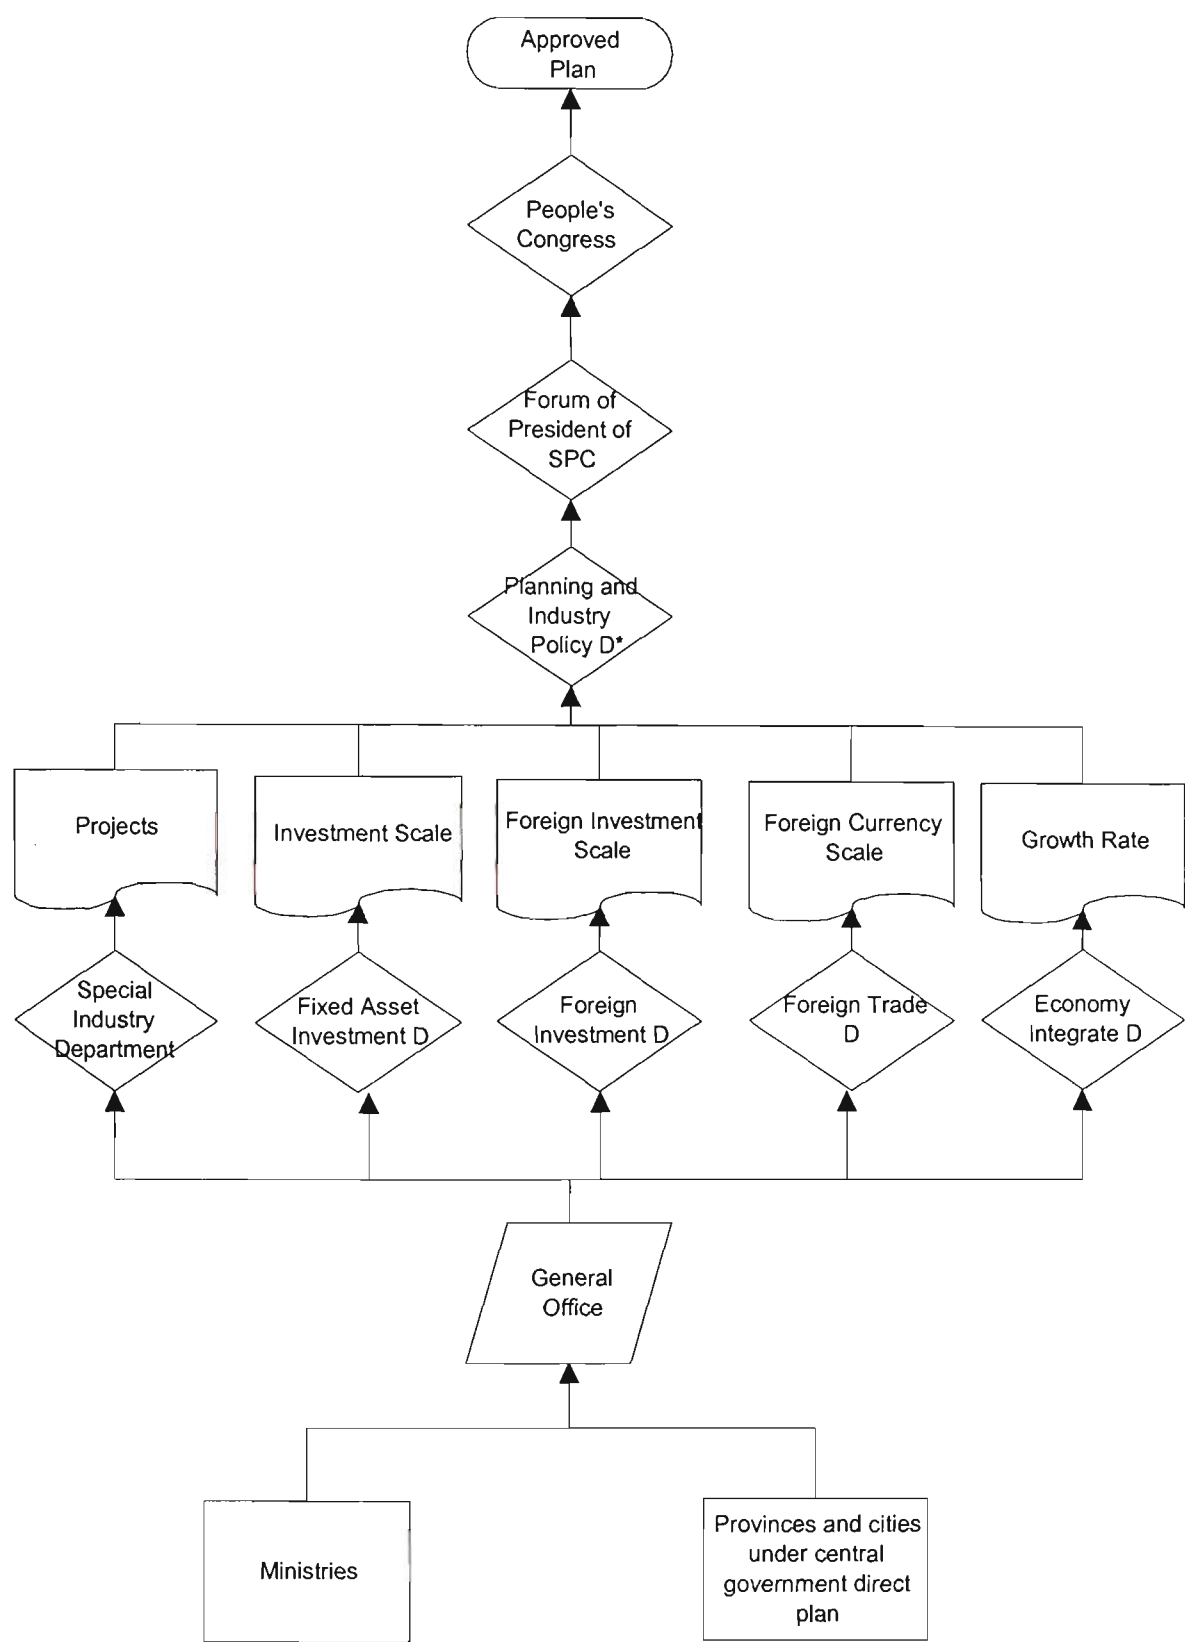 Approved
Plan
People's
Congress
Forum of
President of
SPC
Planning and
Industry
Policy D*
Projects
Investment Scale
Foreign Investment
Scale
Foreign Currency
Scale
Growth Rate
Special
Industry
Department
Fixed Asset
Investment D
Foreign
Investment D
Foreign Trade
D
Economy
Integrate D
General
Office
Ministries
Provinces and cities
under central
government direct
plan